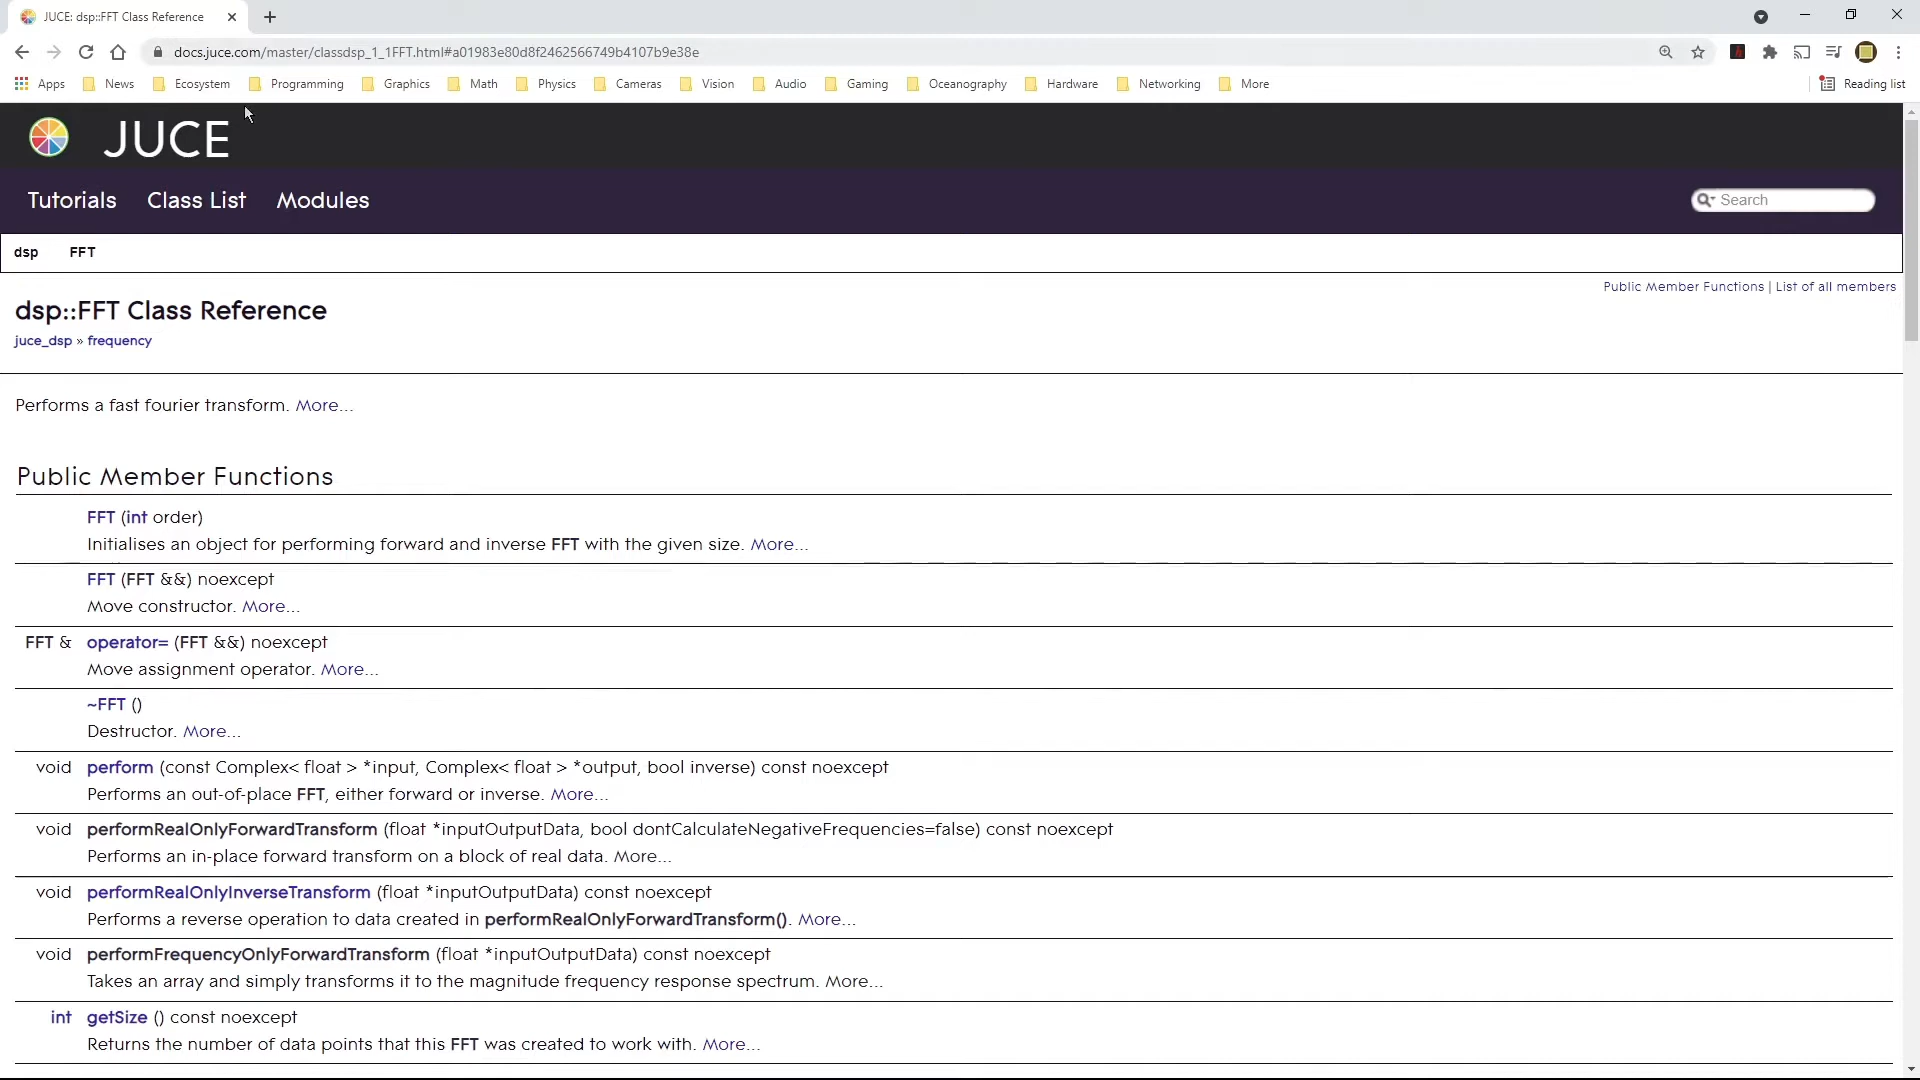 JUCE: dsp::FFT Class Reference
docs.juce.com/master/classdsp_1_1FFT.html#a01983e80d8f2462566749b4107b9e38e
Apps News Ecosystem Programming Graphics Math Physics Cameras Vision Audio Gaming Oceanography Hardware Networking More Reading list
JUCE
Tutorials Class List Modules Search
dsp FFT
Public Member Functions | List of all members
dsp::FFT Class Reference
juce_dsp » frequency
Performs a fast fourier transform. More...
Public Member Functions
FFT (int order)
Initialises an object for performing forward and inverse FFT with the given size. More...
FFT (FFT &&) noexcept
Move constructor. More...
FFT & operator= (FFT &&) noexcept
Move assignment operator. More...
~FFT ()
Destructor. More...
void perform (const Complex< float > *input, Complex< float > *output, bool inverse) const noexcept
Performs an out-of-place FFT, either forward or inverse. More...
void performRealOnlyForwardTransform (float *inputOutputData, bool dontCalculateNegativeFrequencies=false) const noexcept
Performs an in-place forward transform on a block of real data. More...
void performRealOnlyInverseTransform (float *inputOutputData) const noexcept
Performs a reverse operation to data created in performRealOnlyForwardTransform(). More...
void performFrequencyOnlyForwardTransform (float *inputOutputData) const noexcept
Takes an array and simply transforms it to the magnitude frequency response spectrum. More...
int getSize () const noexcept
Returns the number of data points that this FFT was created to work with. More...